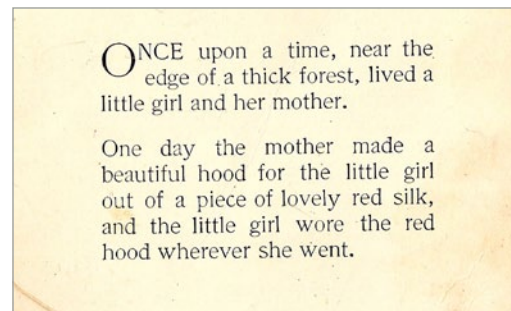 ONCE upon a time, near the
edge of a thick forest, lived a
little girl and her mother.
One day the mother made a
beautiful hood for the little girl
out of a piece of lovely red silk,
and the little girl wore the red
hood wherever she went.